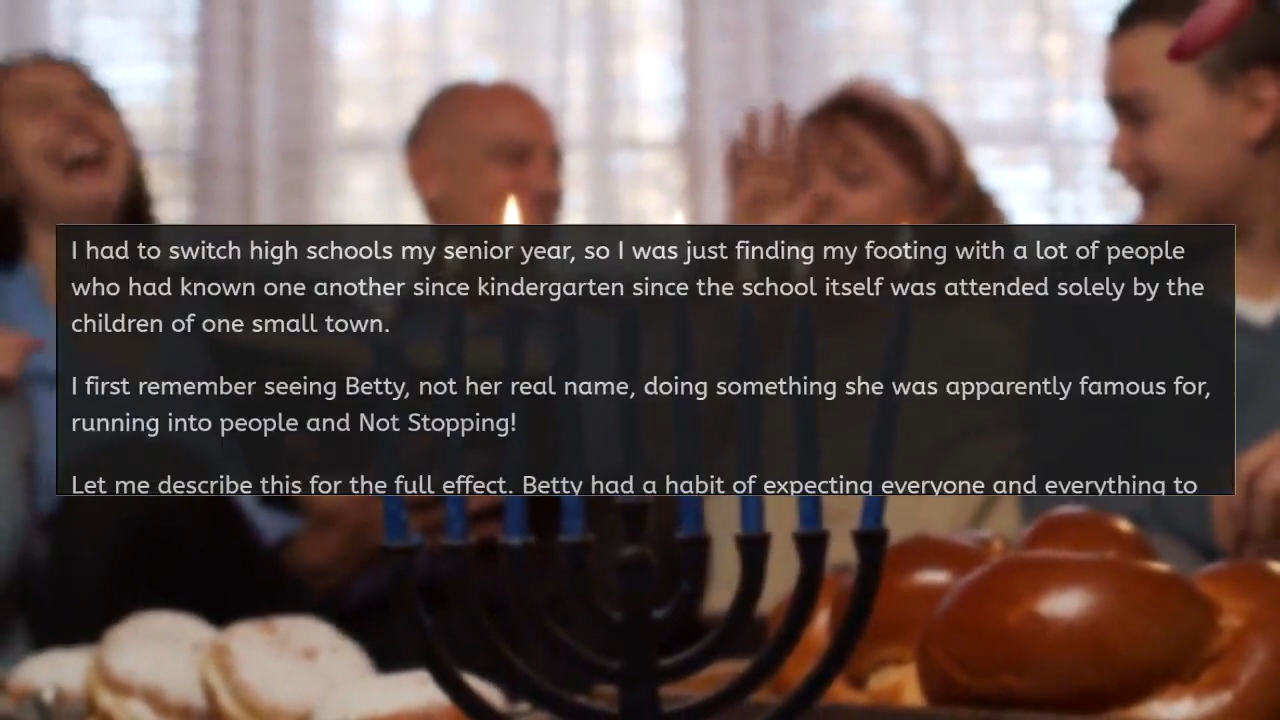 I had to switch high schools my senior year, so I was just finding my footing with a lot of people
who had known one another since kindergarten since the school itself was attended solely by the
children of one small town.
I first remember seeing Betty, not her real name, doing something she was apparently famous for,
running into people and Not Stopping!
Let me describe this for the full effect. Betty had a habit of expecting everyone and everything to